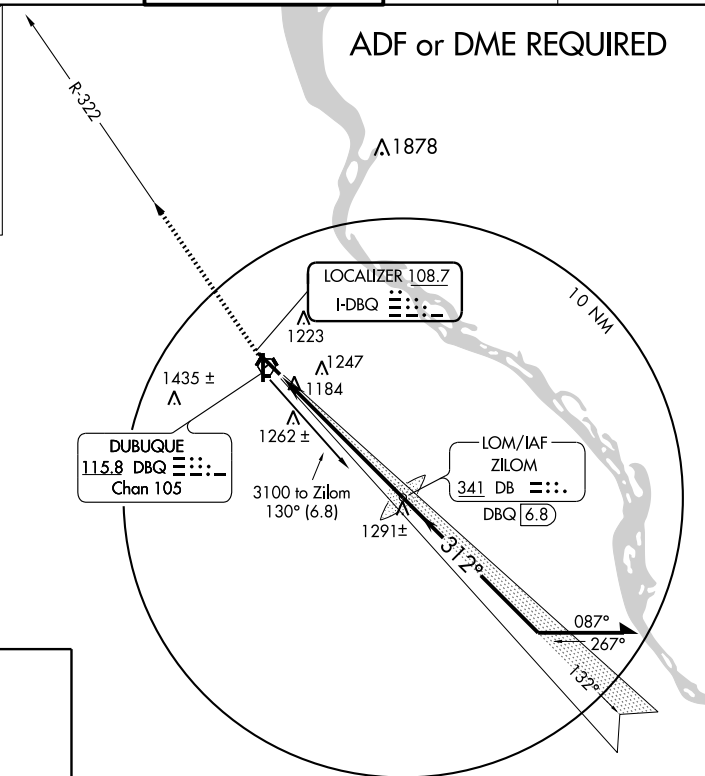 ADF or DME REQUIRED
R-322
1878
LOCALIZER 108.7
I-DBQ
10 NM
1223
1247
1435 ±
1184
1262 ±
DUBUQUE
115.8 DBQ
Chan 105
3100 to Zilom
130° (6.8)
LOM/IAF
ZILOM
341 DB
DBQ 6.8
1291±
312°
087°
267°
132°